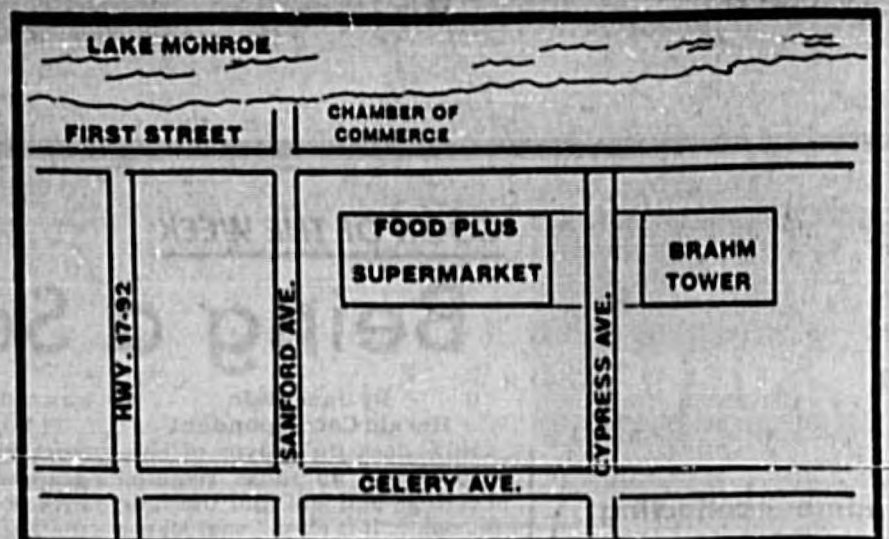 LAKE MONROE
CHAMBER OF
COMMERCE
FIRST STREET
FOOD PLUS
SUPERMARKET
BRAHM
TOWER
HWY. 17-92
SANFORD AVE.
CYPRESS AVE.
CELERY AVE.